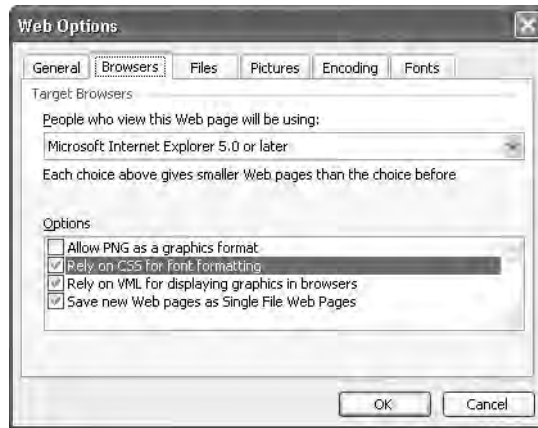 Web Options
General Browsers Files Pictures Encoding Fonts
Target Browsers
People who view this Web page will be using:
Microsoft Internet Explorer 5.0 or later
Each choice above gives smaller Web pages than the choice before
Options
Allow PNG as a graphics format
Rely on CSS for font formatting
Rely on VML for displaying graphics in browsers
Save new Web pages as Single File Web Pages
OK Cancel